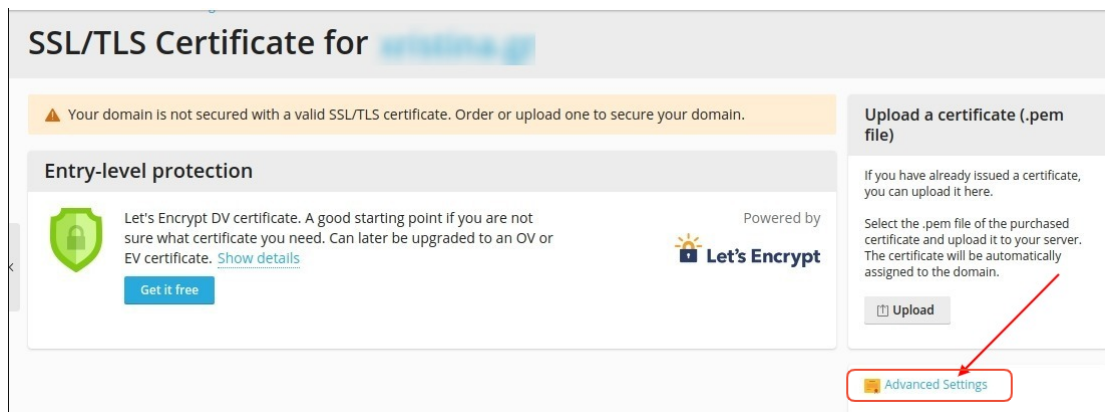 SSL/TLS Certificate for
Your domain is not secured with a valid SSL/TLS certificate. Order or upload one to secure your domain.
Entry-level protection
Let's Encrypt DV certificate. A good starting point if you are not
sure what certificate you need. Can later be upgraded to an OV or
EV certificate. Show details
Get it free
Powered by
Let's Encrypt
Upload a certificate (.pem
file)
If you have already issued a certificate,
you can upload it here.
Select the .pem file of the purchased
certificate and upload it to your server.
The certificate will be automatically
assigned to the domain.
Upload
Advanced Settings